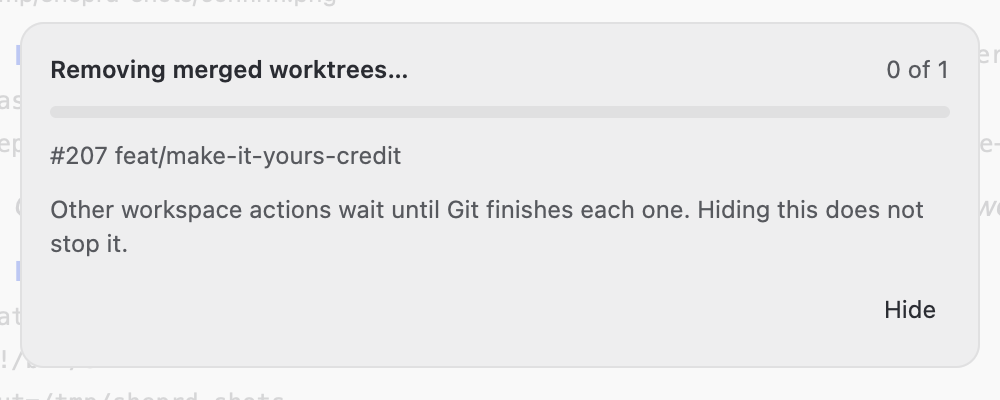 Removing merged worktrees...
0 of 1
#207 feat/make-it-yours-credit
Other workspace actions wait until Git finishes each one. Hiding this does not
stop it.
Hide